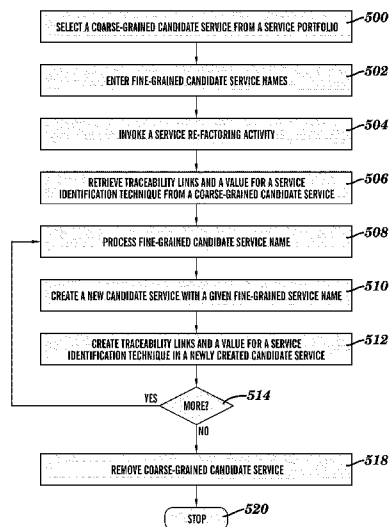 SELECT A COARSE-GRAINED CANDIDATE SERVICE FROM A SERVICE PORTFOLIO
500
ENTER FINE-GRAINED CANDIDATE SERVICE NAMES
502
INVOKE A SERVICE RE-FACTORING ACTIVITY
504
RETRIEVE TRACEABILITY LINKS AND A VALUE FOR A SERVICE
IDENTIFICATION TECHNIQUE FROM A COARSE-GRAINED CANDIDATE SERVICE
506
PROCESS FINE-GRAINED CANDIDATE SERVICE NAME
508
CREATE A NEW CANDIDATE SERVICE WITH A GIVEN FINE-GRAINED SERVICE NAME
510
CREATE TRACEABILITY LINKS AND A VALUE FOR A SERVICE
IDENTIFICATION TECHNIQUE IN A NEWLY CREATED CANDIDATE SERVICE
512
YES
MORE?
514
NO
REMOVE COARSE-GRAINED CANDIDATE SERVICE
518
STOP
520